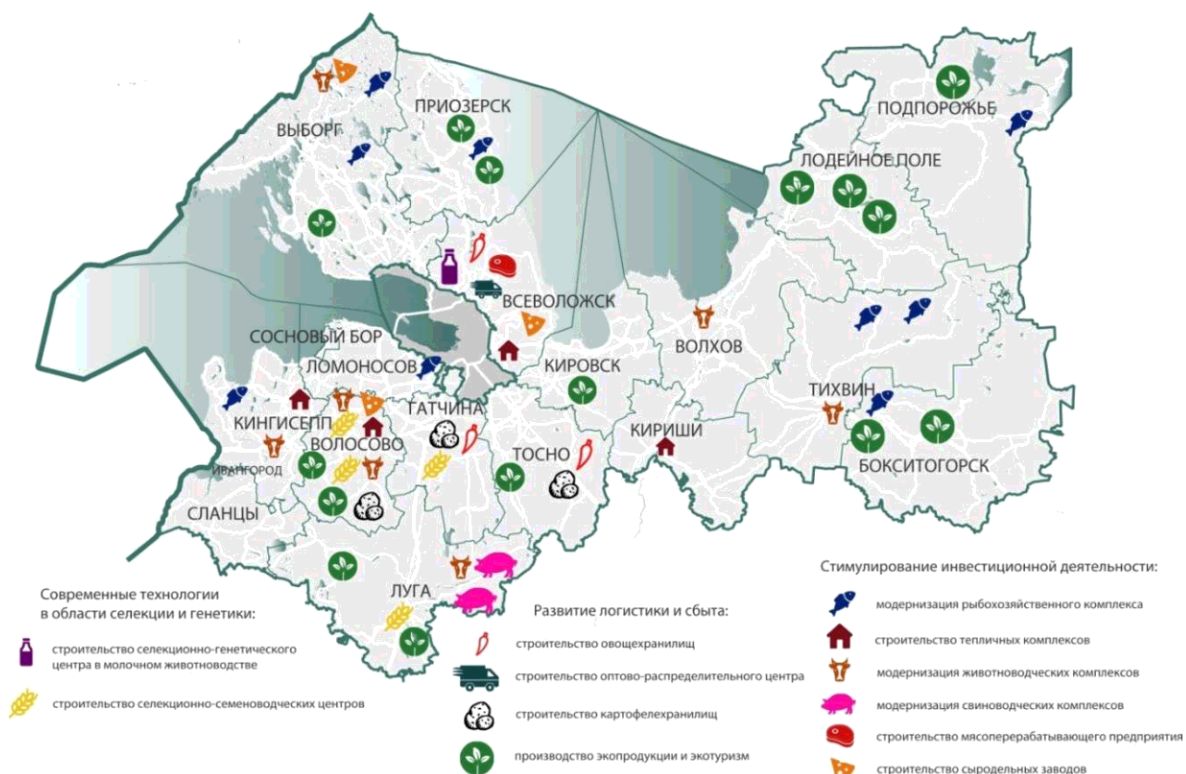 ПОДПОРОЖЬЕ
ПРИОЗЕРСК
ВЫБОРГ
ЛОДЕЙНОЕ ПОЛЕ
ВСЕВОЛОЖСК
СОСНОВЫЙ БОР
ВОЛХОВ
ЛОМОНОСОВ
КИРОВСК
ТИХВИН
ГАТЧИНА
КИНГИСЕПП
КИРИШИ
ВОЛОСОВО
ТОСНО
ИВАНГОРОД
БОКСИТОГОРСК
СЛАНЦЫ
ЛУГА
Современные технологии
в области селекции и генетики:
строительство селекционно-генетического
центра в молочном животноводстве
строительство селекционно-семеноводческих центров
Развитие логистики и сбыта:
строительство овощехранилищ
строительство оптово-распределительного центра
строительство картофелехранилищ
производство экопродукции и экотуризм
Стимулирование инвестиционной деятельности:
модернизация рыбохозяйственного комплекса
строительство тепличных комплексов
модернизация животноводческих комплексов
модернизация свиноводческих комплексов
строительство мясоперерабатывающего предприятия
строительство сыродельных заводов